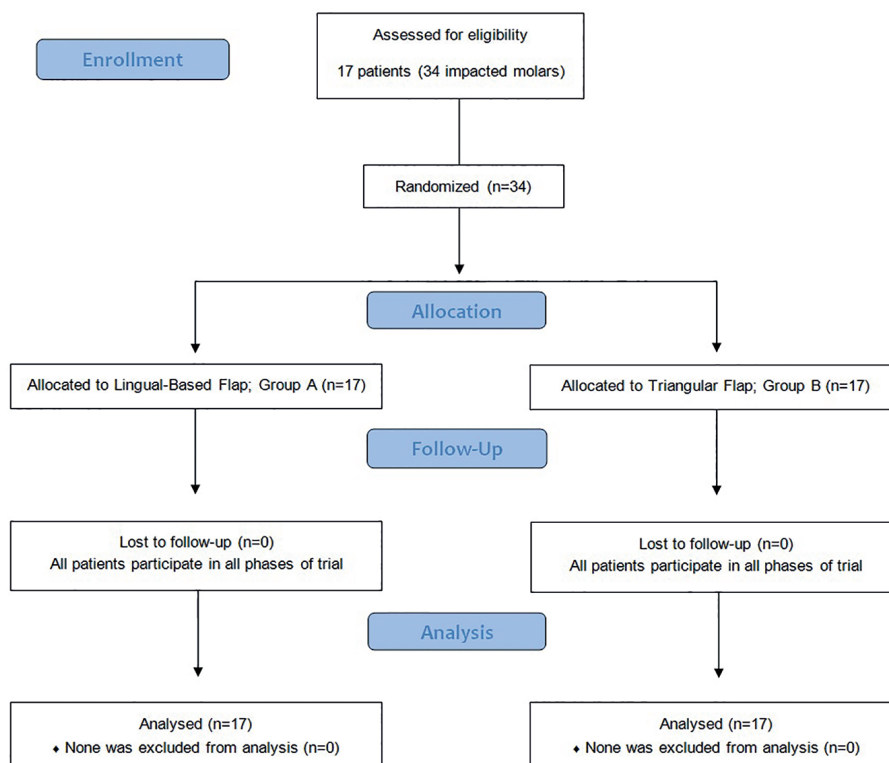 Enrollment
Assessed for eligibility
17 patients (34 impacted molars)
Randomized (n=34)
Allocation
Allocated to Lingual-Based Flap; Group A (n=17)
Allocated to Triangular Flap; Group B (n=17)
Follow-Up
Lost to follow-up (n=0)
All patients participate in all phases of trial
Lost to follow-up (n=0)
All patients participate in all phases of trial
Analysis
Analysed (n=17)
♦ None was excluded from analysis (n=0)
Analysed (n=17)
♦ None was excluded from analysis (n=0)